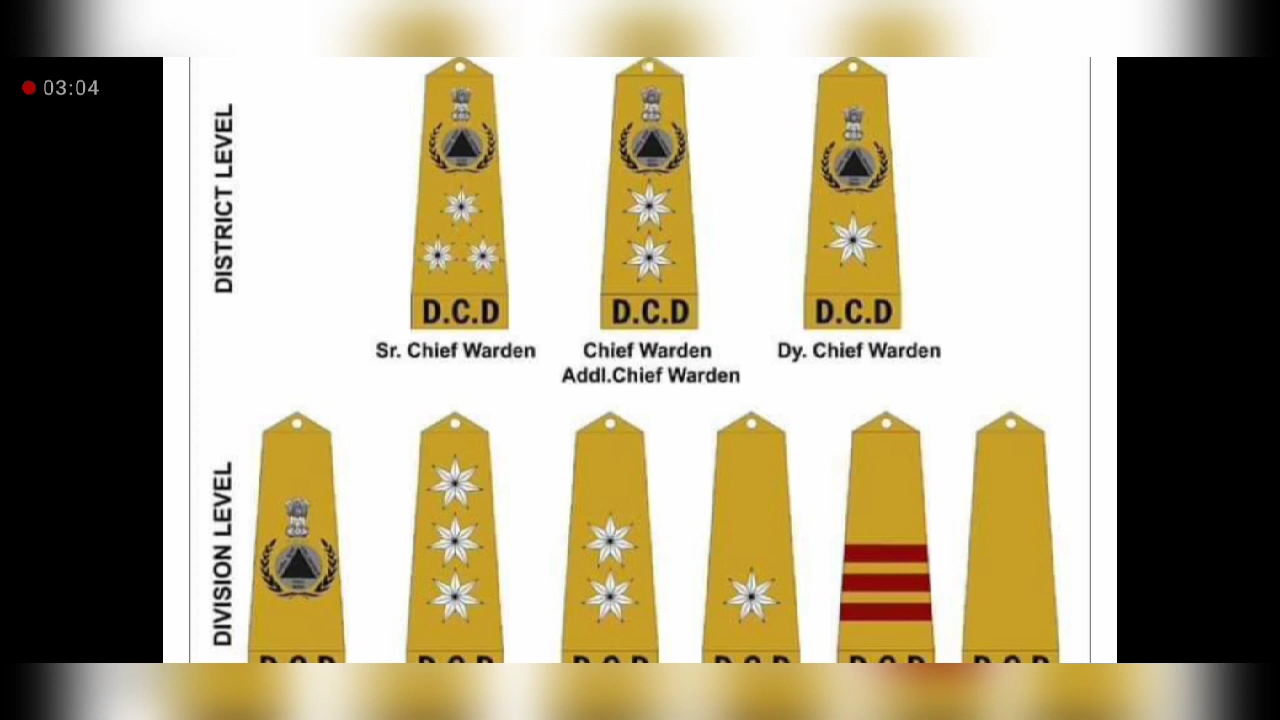 03:04
DISTRICT LEVEL
D.C.D
D.C.D
D.C.D
Sr. Chief Warden
Chief Warden
Addl.Chief Warden
Dy. Chief Warden
DIVISION LEVEL
D.C.D
D.C.D
D.C.D
D.C.D
D.C.D
D.C.D